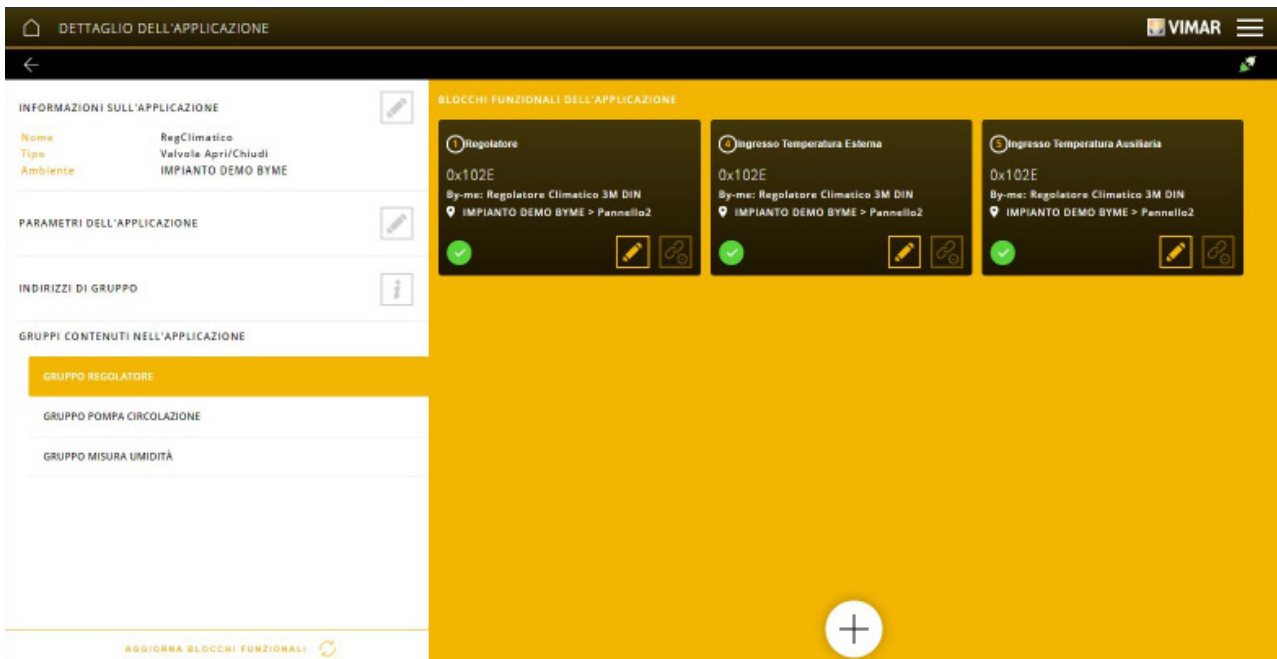 DETTAGLIO DELL'APPLICAZIONE
VIMAR
INFORMAZIONI SULL'APPLICAZIONE
Nome RegClimatico
Tipo Valvola Apri/Chiudi
Ambiente IMPIANTO DEMO BYME
PARAMETRI DELL'APPLICAZIONE
INDIRIZZI DI GRUPPO
i
GRUPPI CONTENUTI NELL'APPLICAZIONE
GRUPPO REGOLATORE
GRUPPO POMPA CIRCOLAZIONE
GRUPPO MISURA UMIDITÀ
AGGIORNA BLOCCHI FUNZIONALI
BLOCCHI FUNZIONALI DELL'APPLICAZIONE
1 Regolatore
0x102E
By-me: Regolatore Climatico 3M DIN
IMPIANTO DEMO BYME > Pannello2
4 Ingresso Temperatura Esterna
0x102E
By-me: Regolatore Climatico 3M DIN
IMPIANTO DEMO BYME > Pannello2
5 Ingresso Temperatura Ausiliaria
0x102E
By-me: Regolatore Climatico 3M DIN
IMPIANTO DEMO BYME > Pannello2